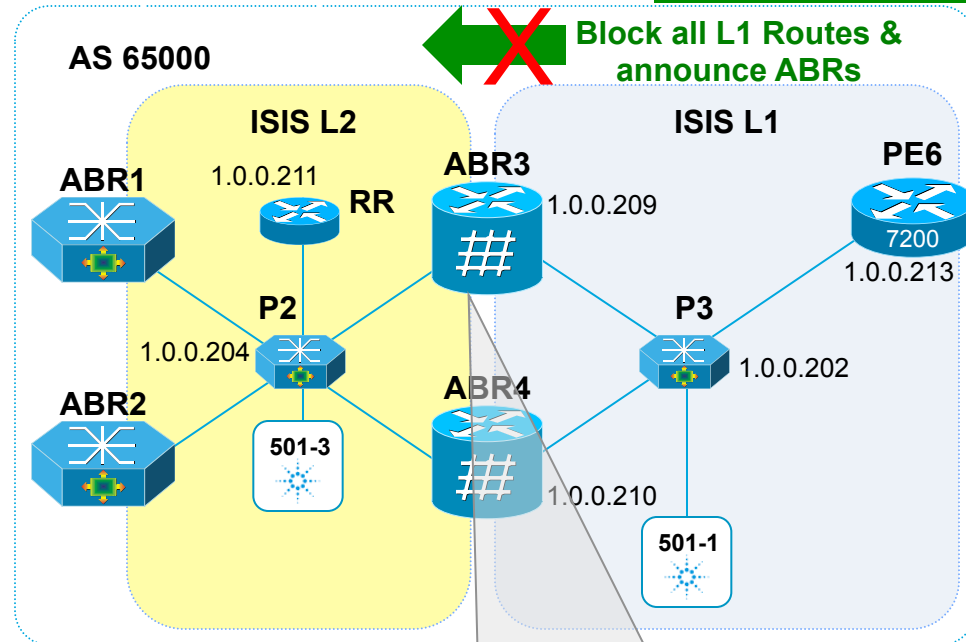 Block all L1 Routes &
announce ABRs
AS 65000
ISIS L2
ISIS L1
ABR1
1.0.0.211
RR
ABR3
1.0.0.209
PE6
7200
1.0.0.213
P2
1.0.0.204
P3
1.0.0.202
ABR2
501-3
ABR4
1.0.0.210
501-1